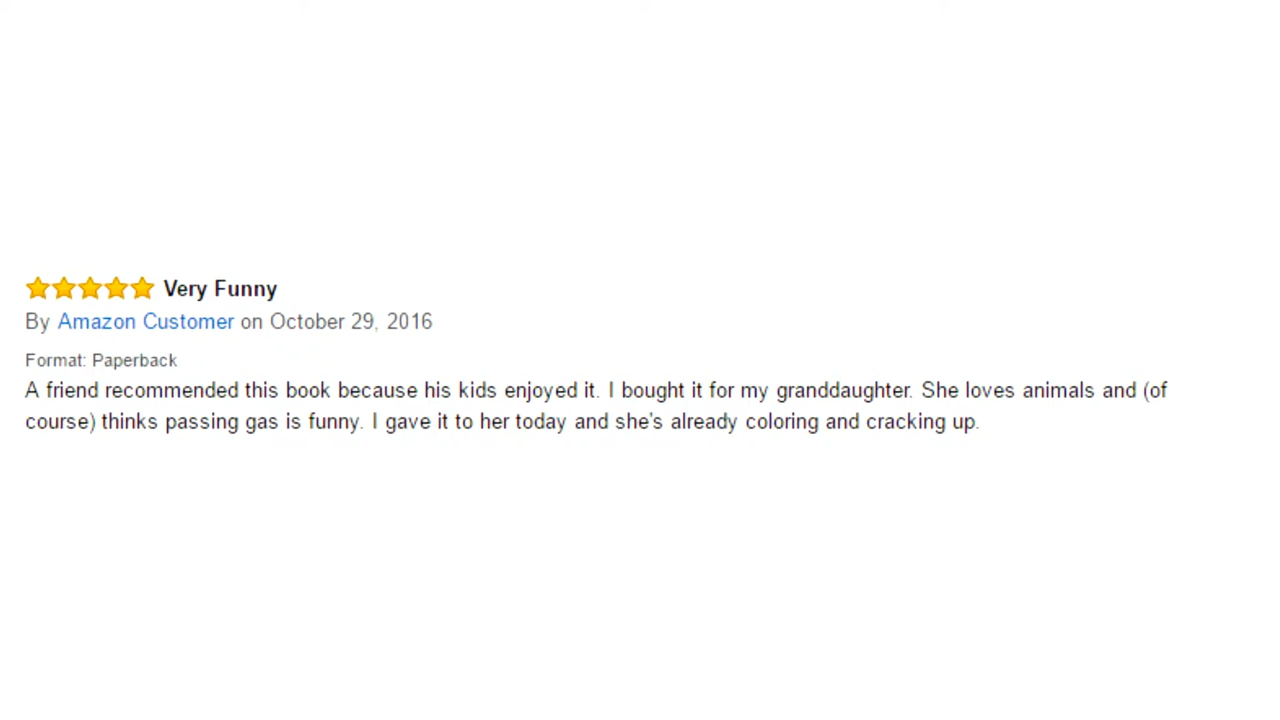 Very Funny
By Amazon Customer on October 29, 2016
Format: Paperback
A friend recommended this book because his kids enjoyed it. I bought it for my granddaughter. She loves animals and (of
course) thinks passing gas is funny. I gave it to her today and she's already coloring and cracking up.